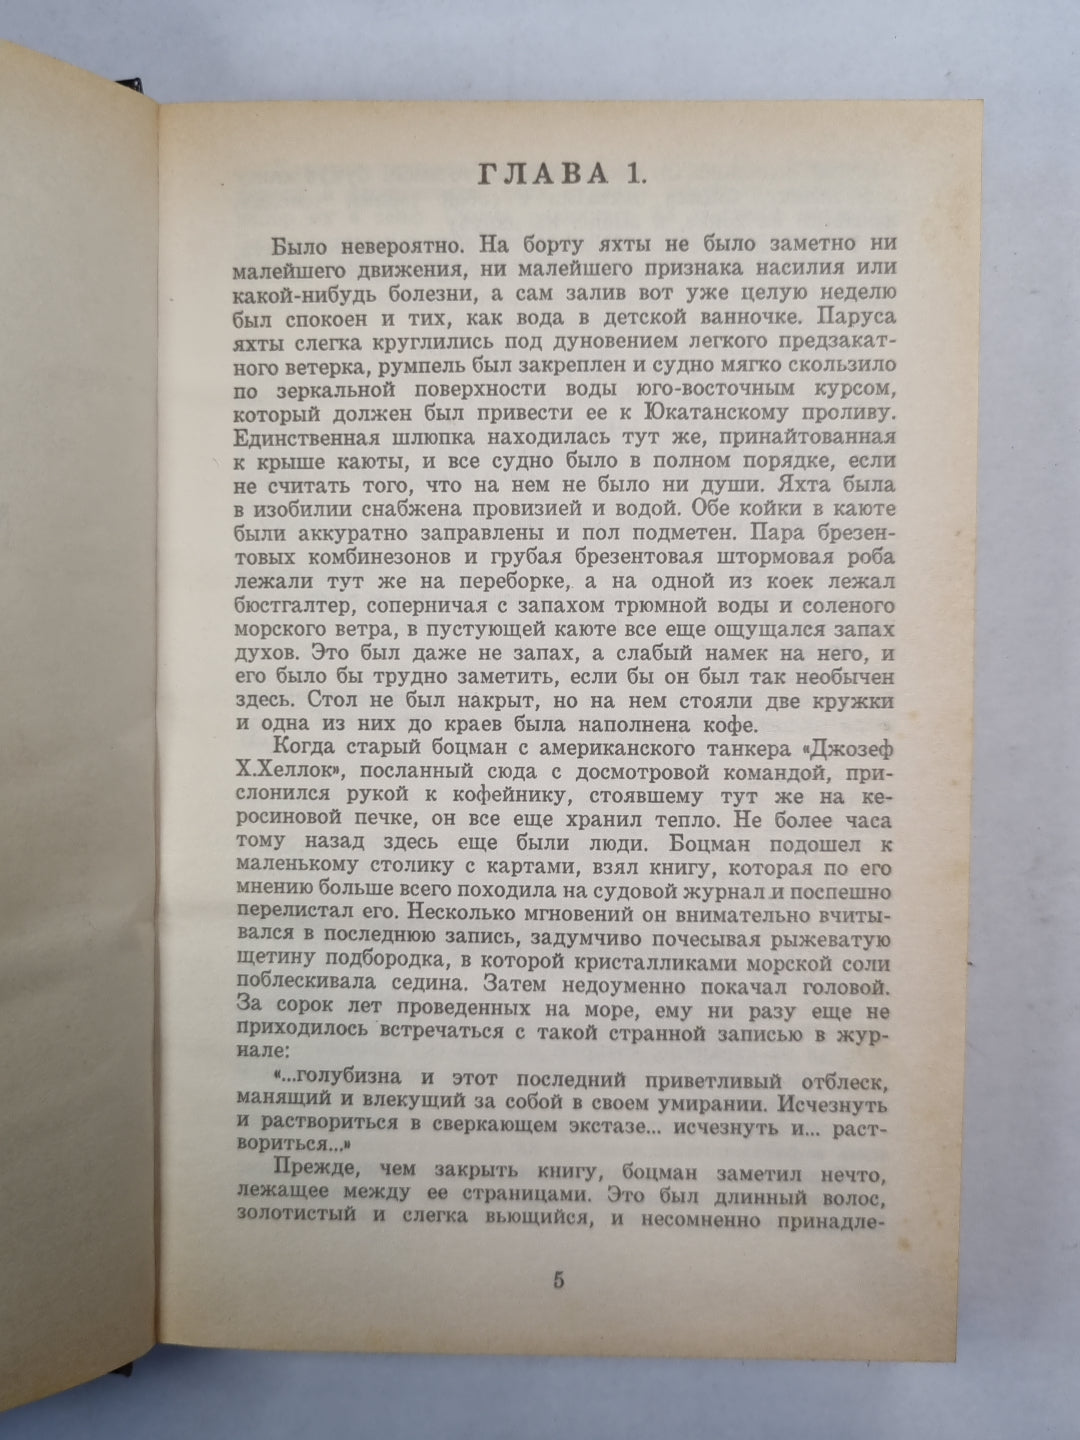 ГЛАВА 1.
Было невероятно. На борту яхты не было заметно ни
малейшего движения, ни малейшего признака насилия или
какой-нибудь болезни, а сам залив вот уже целую неделю
был спокоен и тих, как вода в детской ванночке. Паруса
яхты слегка круглились под дуновением легкого предзакат-
ного ветерка, румпель был закреплен и судно мягко скользило
по зеркальной поверхности воды юго-восточным курсом,
который должен был привести ее к Юкатанскому проливу.
Единственная шлюпка находилась тут же, принайтованная
к крыше каюты, и все судно было в полном порядке, если
не считать того, что на нем не было ни души. Яхта была
в изобилии снабжена провизией и водой. Обе койки в каюте
были аккуратно заправлены и пол подметен. Пара брезен-
товых комбинезонов и грубая брезентовая штормовая роба
лежали тут же на переборке, а на одной из коек лежал
бюстгалтер, соперничая с запахом трюмной воды и соленого
морского ветра, в пустующей каюте все еще ощущался запах
духов. Это был даже не запах, а слабый намек на него, и
его было бы трудно заметить, если бы он был так необычен
здесь. Стол не был накрыт, но на нем стояли две кружки
и одна из них до краев была наполнена кофе.
Когда старый боцман с американского танкера «Джозеф
Х.Хеллок», посланный сюда с досмотровой командой, при-
слонился рукой к кофейнику, стоявшему тут же на ке-
росиновой печке, он все еще хранил тепло. Не более часа
тому назад здесь еще были люди. Боцман подошел к
маленькому столику с картами, взял книгу, которая по его
мнению больше всего походила на судовой журнал и поспешно
перелистал его. Несколько мгновений он внимательно вчиты-
вался в последнюю запись, задумчиво почесывая рыжеватую
щетину подбородка, в которой кристалликами морской соли
поблескивала седина. Затем недоуменно покачал головой.
За сорок лет проведенных на море, ему ни разу еще не
приходилось встречаться с такой странной записью в жур-
нале:
«...голубизна и этот последний приветливый отблеск,
манящий и влекущий за собой в своем умирании. Исчезнуть
и раствориться в сверкающем экстазе... исчезнуть и... раст-
вориться...»
Прежде, чем закрыть книгу, боцман заметил нечто,
лежащее между ее страницами. Это был длинный волос,
золотистый и слегка вьющийся, и несомненно принадле-
5